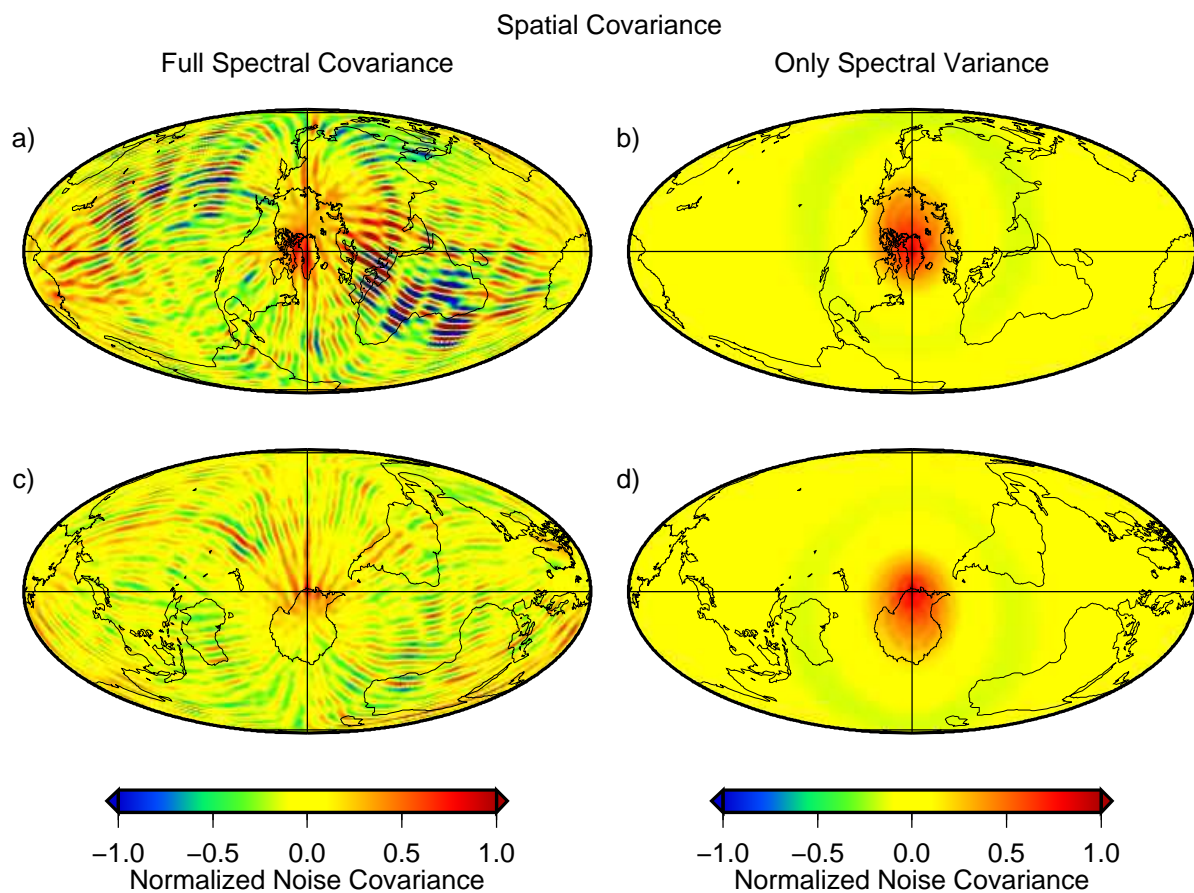 Spatial Covariance
Full Spectral Covariance
Only Spectral Variance
a)
b)
c)
d)
−1.0 −0.5 0.0 0.5 1.0
Normalized Noise Covariance
−1.0 −0.5 0.0 0.5 1.0
Normalized Noise Covariance